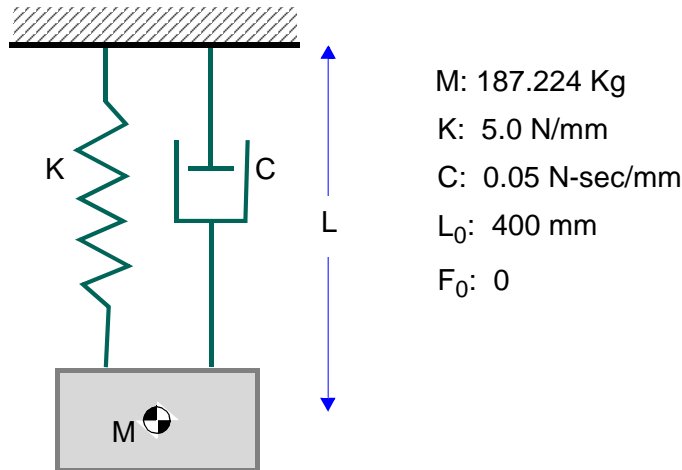 K
C
L
M
M: 187.224 Kg
K: 5.0 N/mm
C: 0.05 N-sec/mm
L₀: 400 mm
F₀: 0